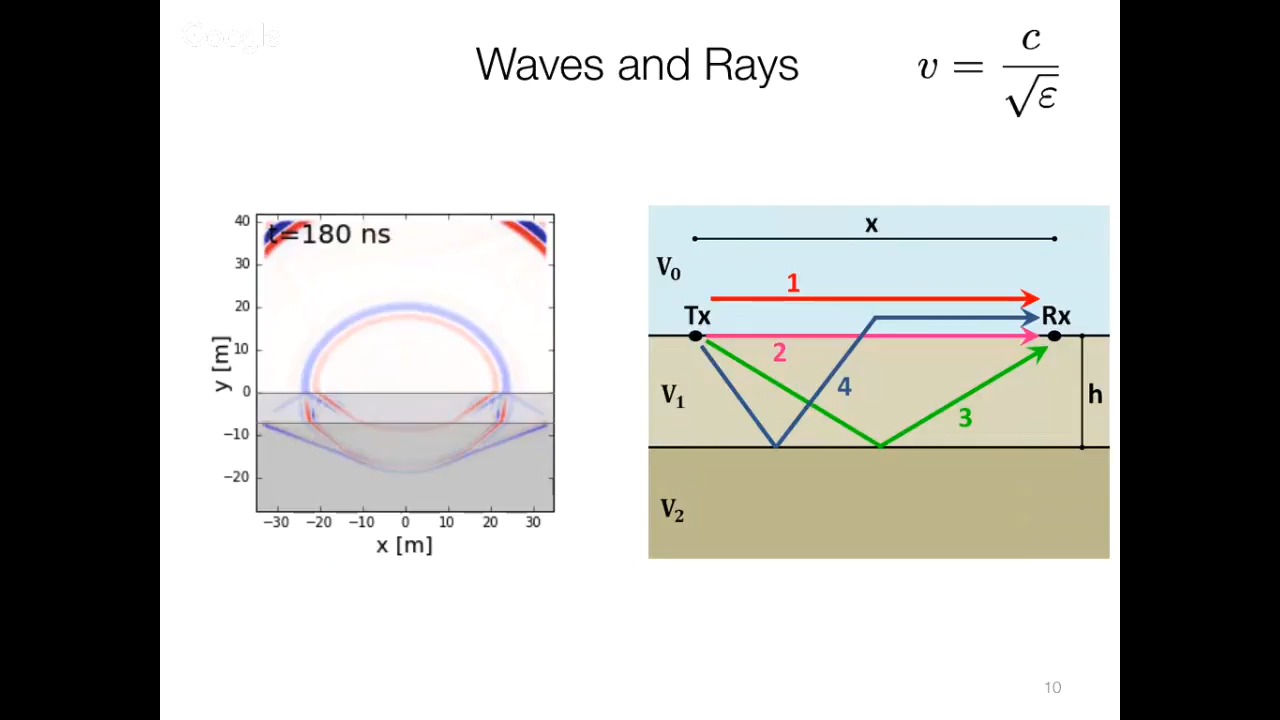 Google
Waves and Rays
v = c / √ε
t=180 ns
40
30
20
10
0
−10
−20
y [m]
−30 −20 −10 0 10 20 30
x [m]
x
V₀
1
Tx
Rx
2
V₁
4
3
h
V₂
10